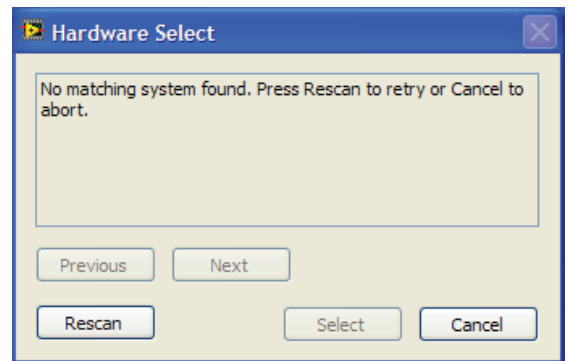 Hardware Select
No matching system found. Press Rescan to retry or Cancel to
abort.
Previous
Next
Rescan
Select
Cancel